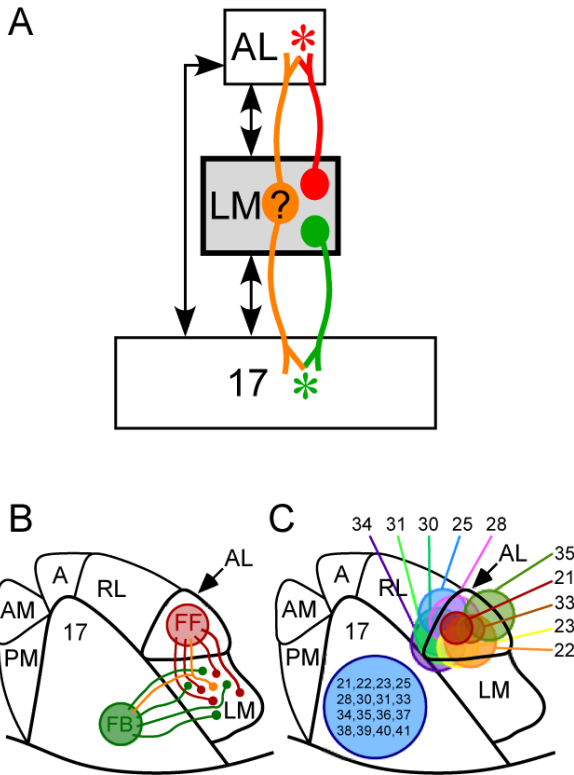 A
AL
*
LM ?
17
*
B
AL
A
RL
AM
17
FF
PM
LM
FB
C
34 31 30 25 28
AL
35
21
33
23
22
A
RL
AM
17
PM
LM
21,22,23,25
28,30,31,33
34,35,36,37
38,39,40,41